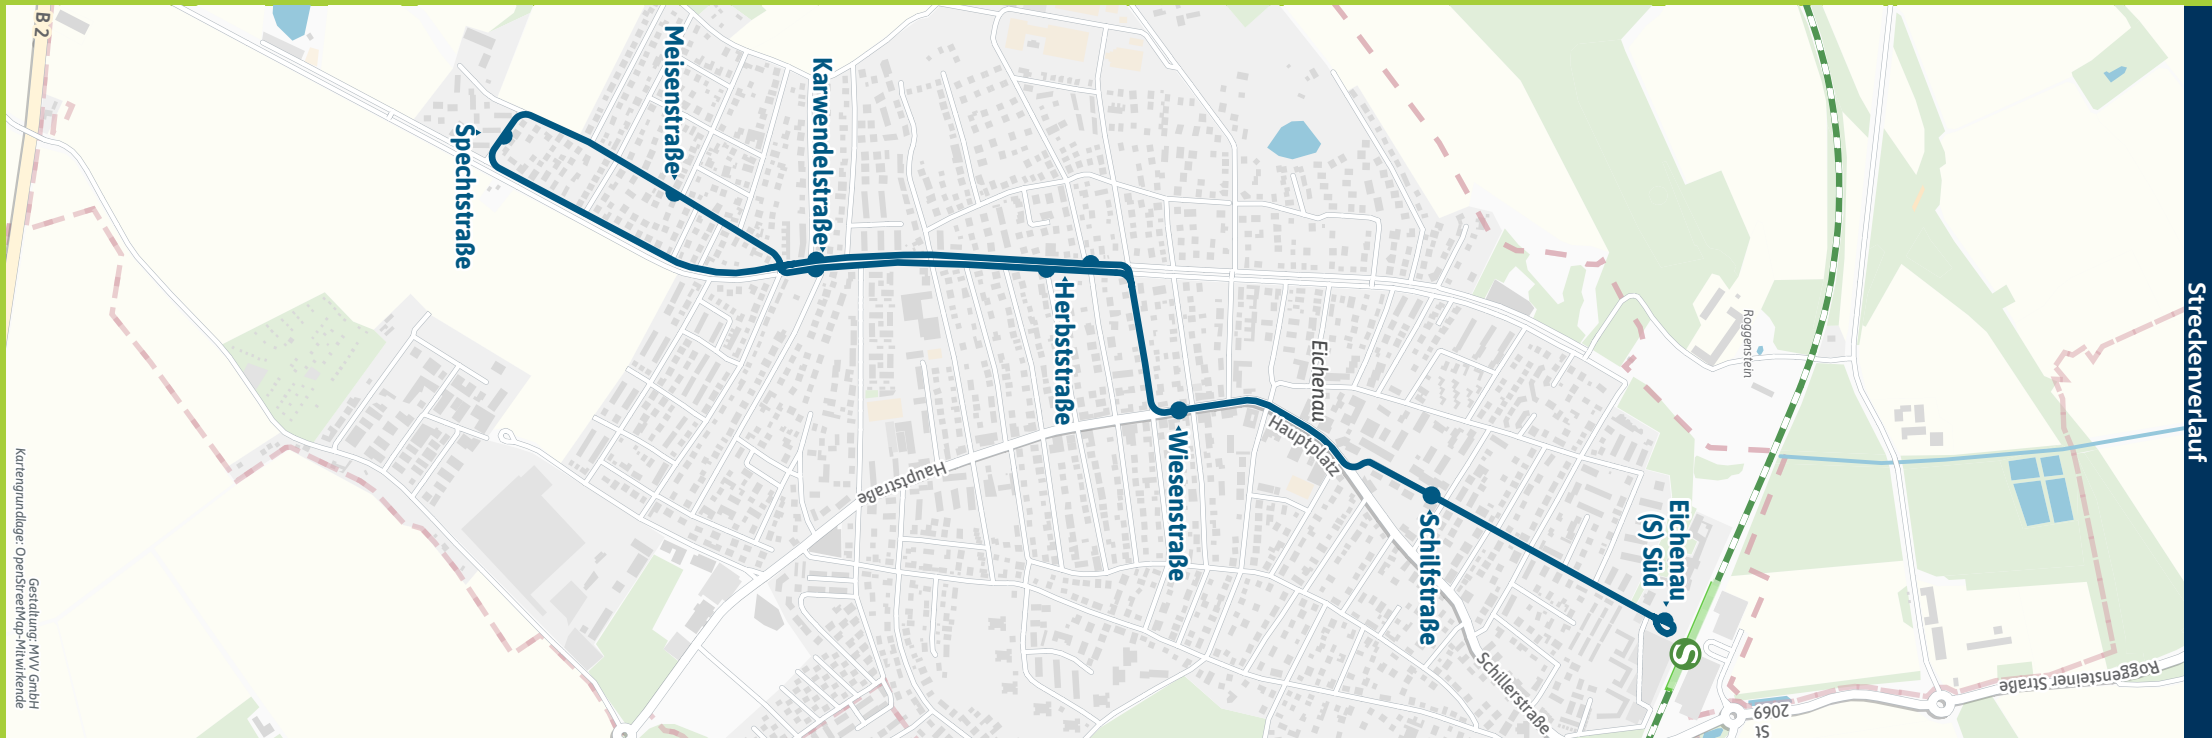 Streckenverlauf
B 2
Meisenstraße
Karwendelstraße
Spechtstraße
Herbststraße
Wiesenstraße
Schilfstraße
Eichenau
(S) Süd
S
Eichenau
Hauptplatz
Hauptstraße
Schillerstraße
Roggenstein
Roggensteiner Straße
St
2069
Gestaltung: MVV GmbH
Kartengrundlage: OpenStreetMap-Mitwirkende